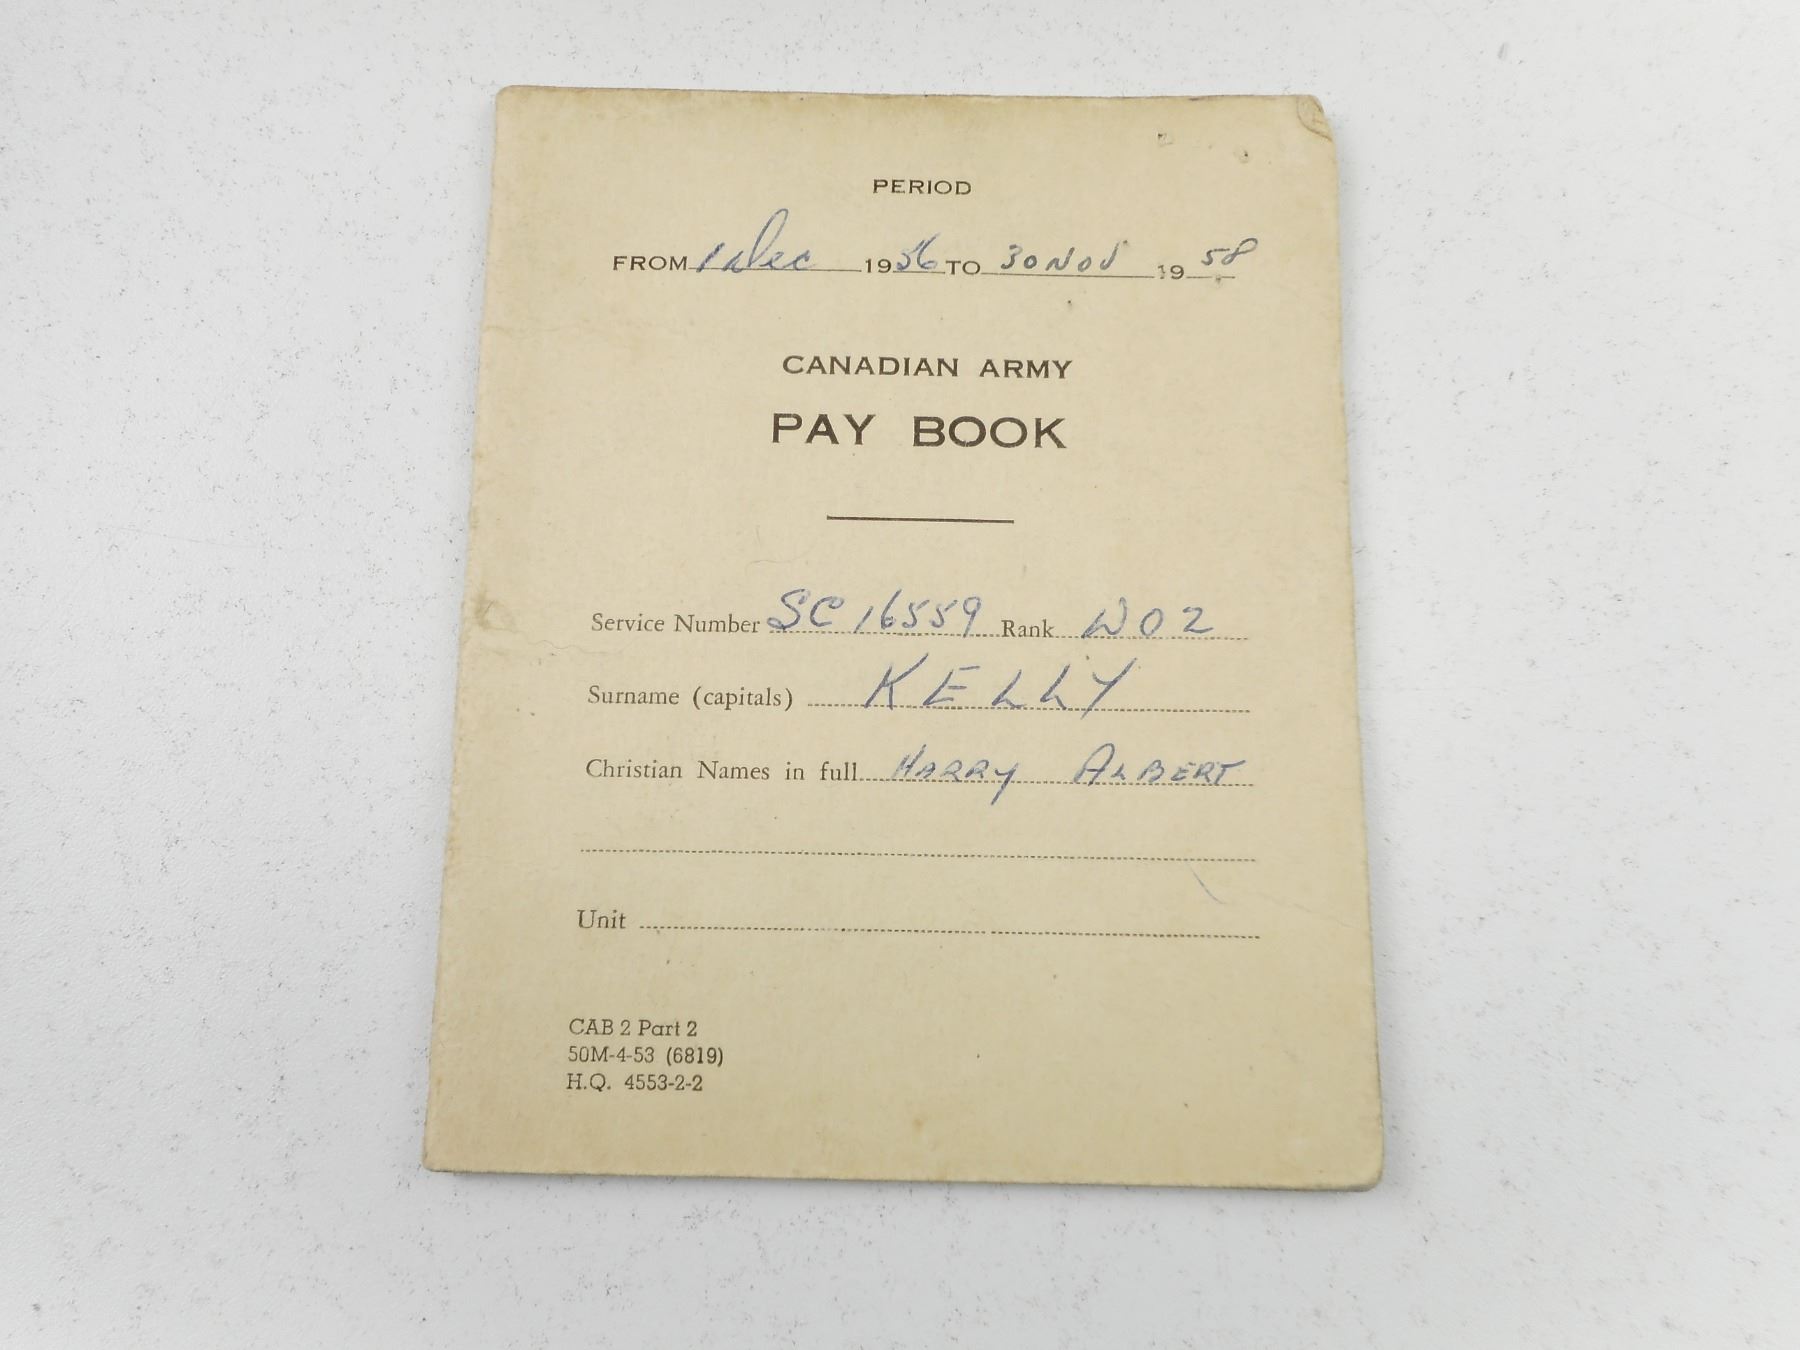 PERIOD
FROM 1 Dec 1956 TO 30 NOV 1958
CANADIAN ARMY
PAY BOOK
Service Number SC 16559 Rank WO2
Surname (capitals) KELLY
Christian Names in full HARRY ALBERT
Unit
CAB 2 Part 2
50M-4-53 (6819)
H.Q. 4553-2-2